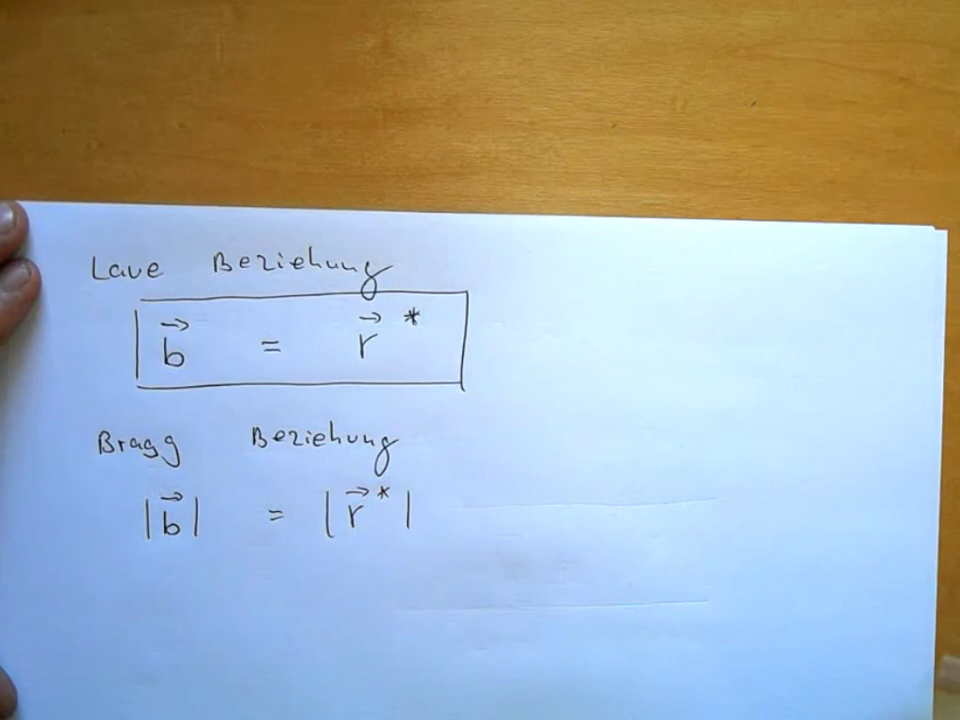 Laue Beziehung
b⃗ = r⃗ *
Bragg Beziehung
|b⃗| = |r⃗ *|